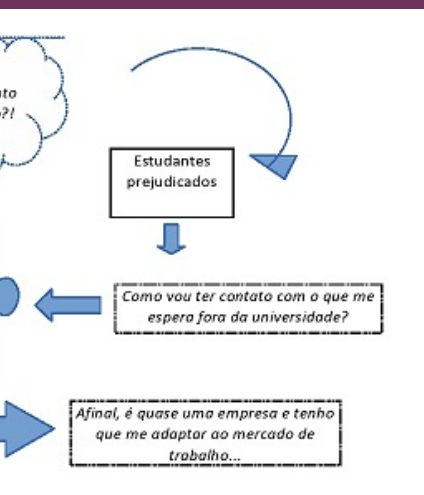 ?!
Estudantes
prejudicados
Como vou ter contato com o que me
espera fora da universidade?
Afinal, é quase uma empresa e tenho
que me adaptar ao mercado de
trabalho...